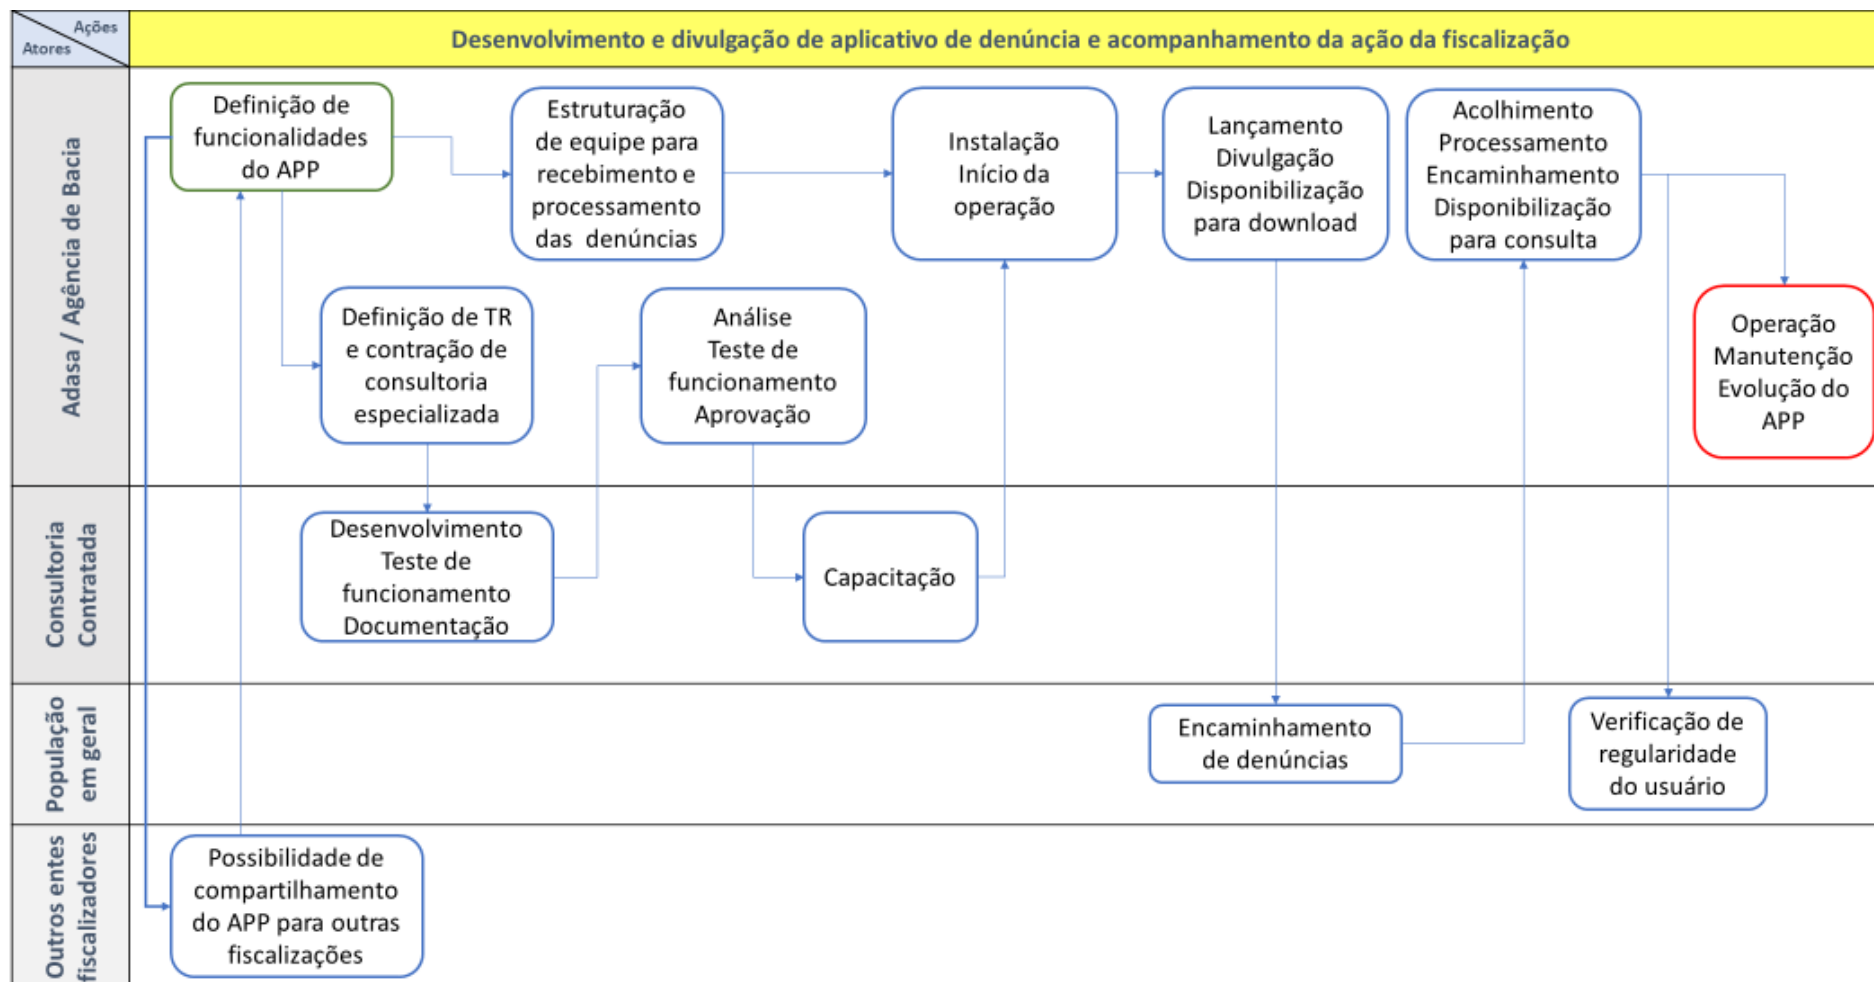 Ações
Atores
Desenvolvimento e divulgação de aplicativo de denúncia e acompanhamento da ação da fiscalização
Adasa / Agência de Bacia
Definição de
funcionalidades
do APP
Estruturação
de equipe para
recebimento e
processamento
das denúncias
Instalação
Início da
operação
Lançamento
Divulgação
Disponibilização
para download
Acolhimento
Processamento
Encaminhamento
Disponibilização
para consulta
Definição de TR
e contração de
consultoria
especializada
Análise
Teste de
funcionamento
Aprovação
Operação
Manutenção
Evolução do
APP
Consultoria
Contratada
Desenvolvimento
Teste de
funcionamento
Documentação
Capacitação
População
em geral
Encaminhamento
de denúncias
Verificação de
regularidade
do usuário
Outros entes
fiscalizadores
Possibilidade de
compartilhamento
do APP para outras
fiscalizações